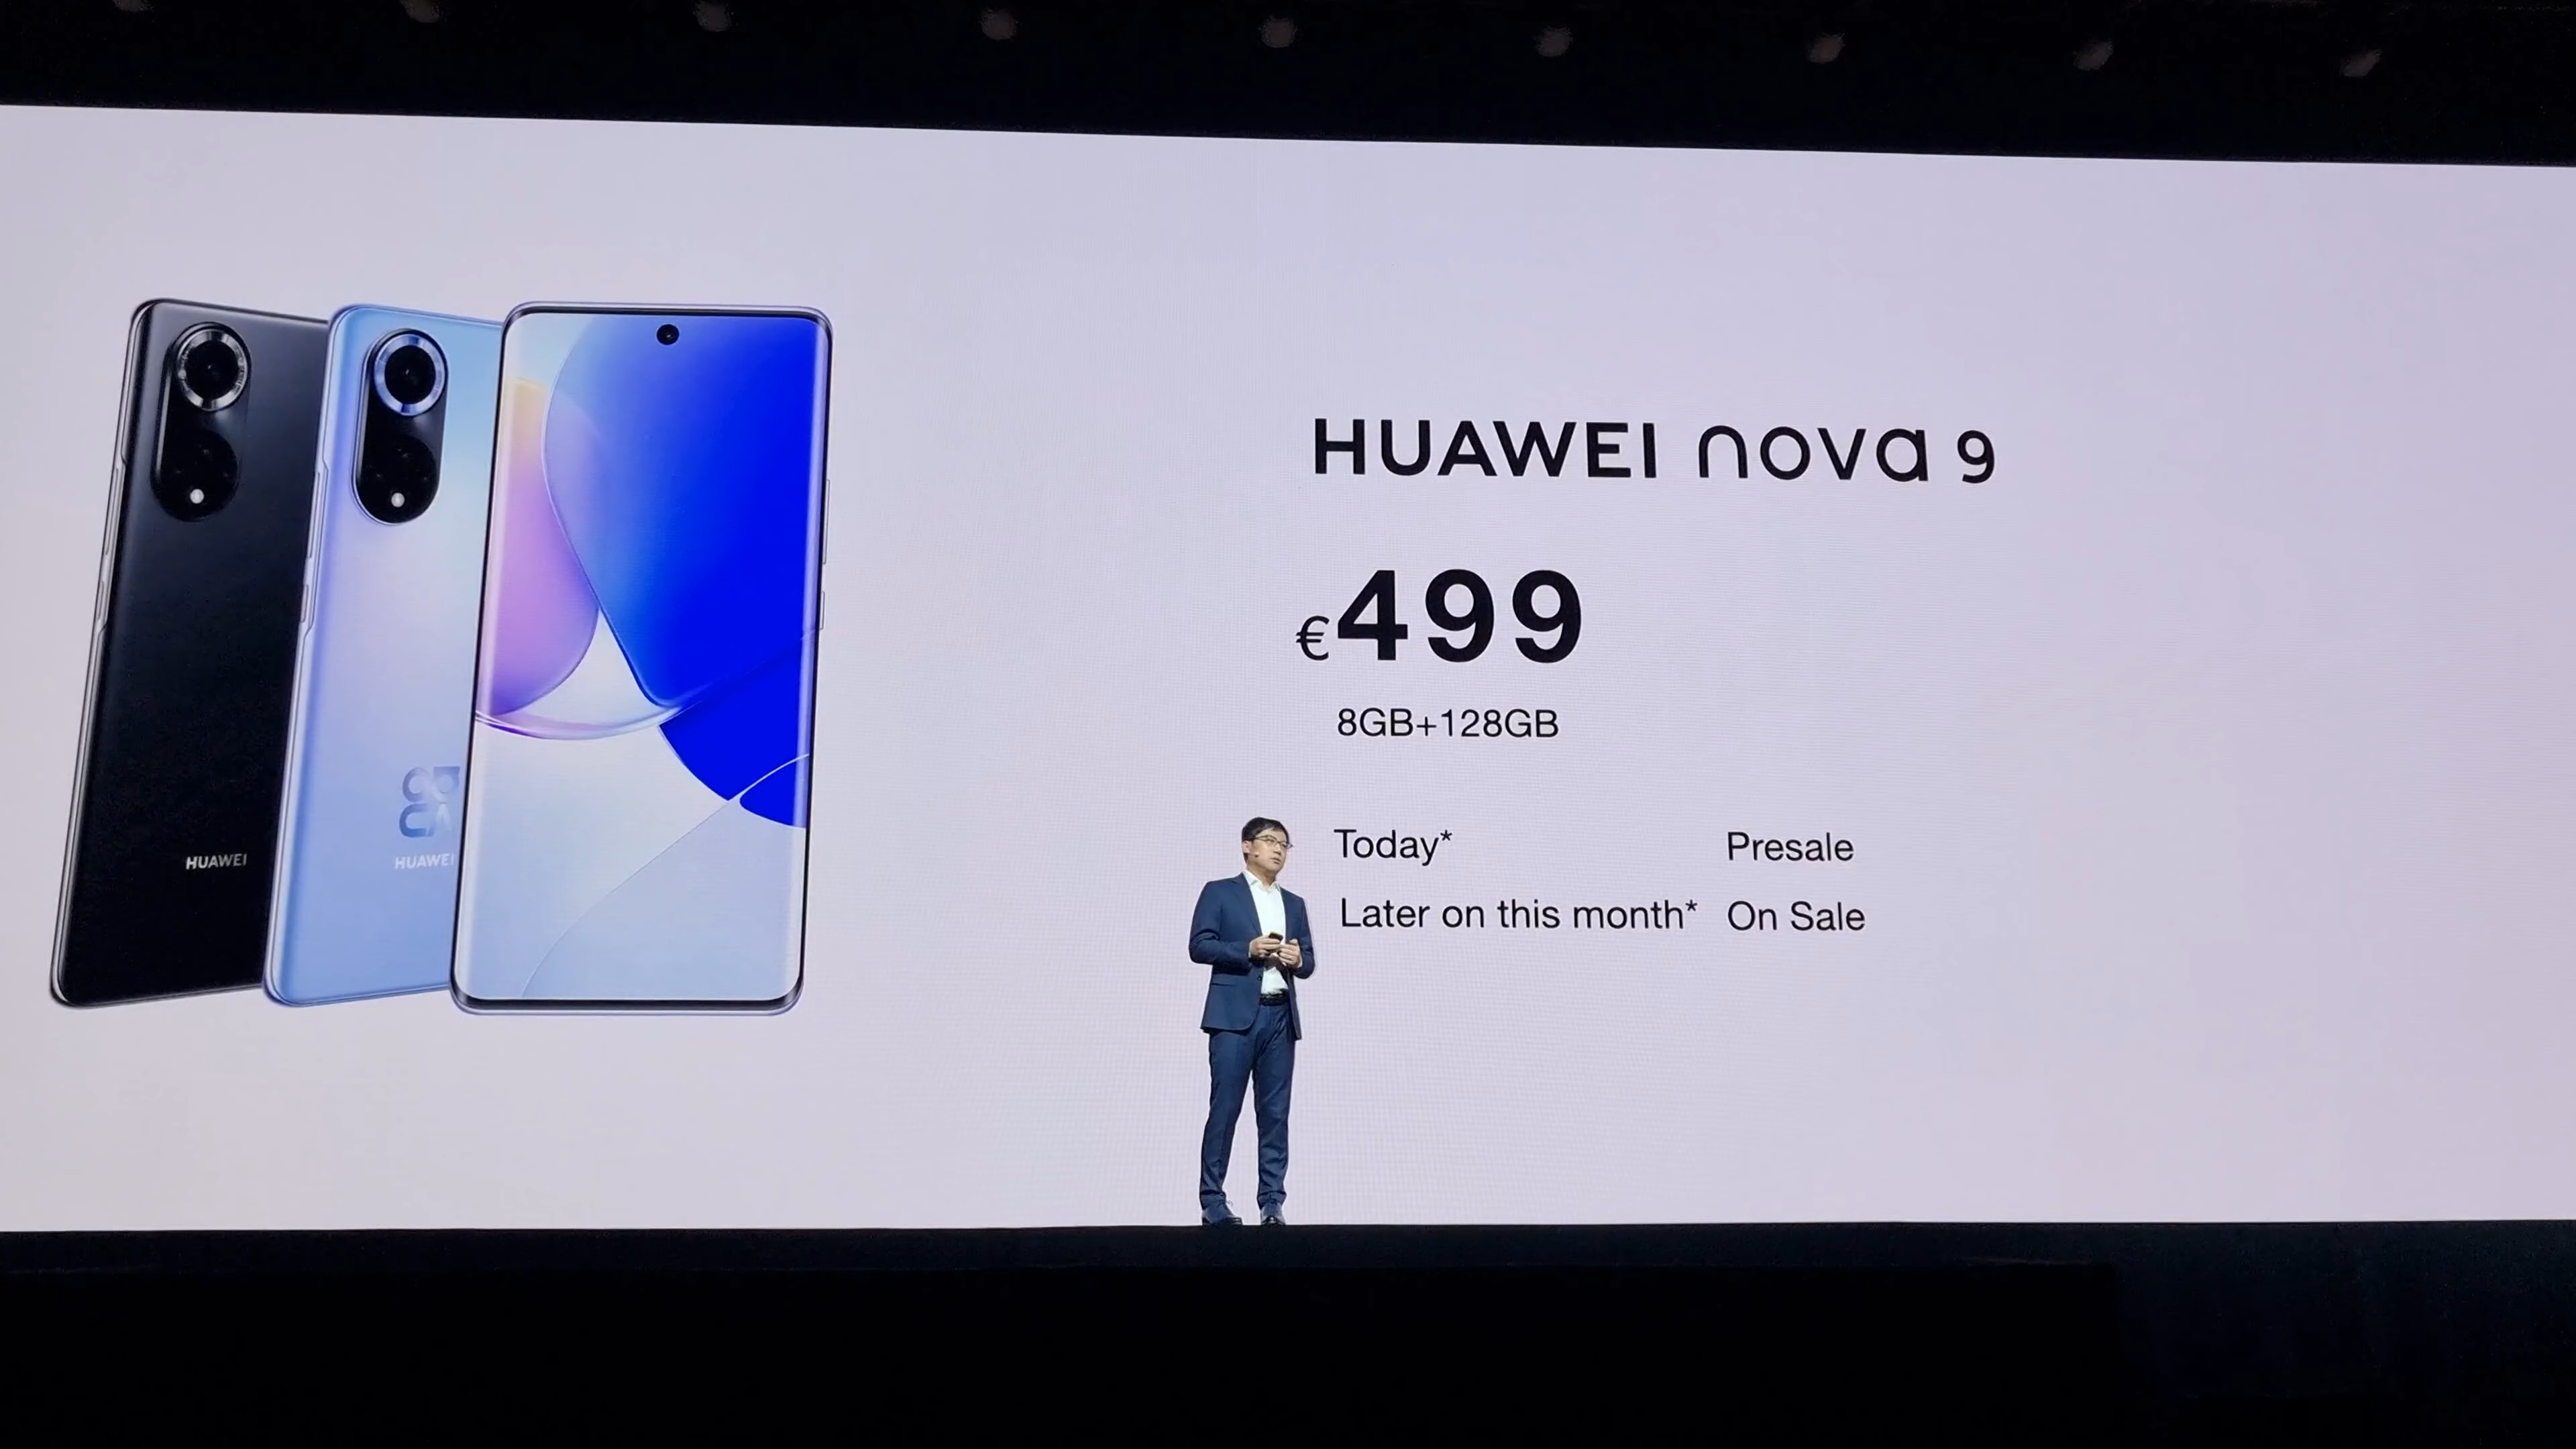 HUAWEI nova 9
€499
8GB+128GB
Today* Presale
Later on this month* On Sale
HUAWEI
HUAWEI